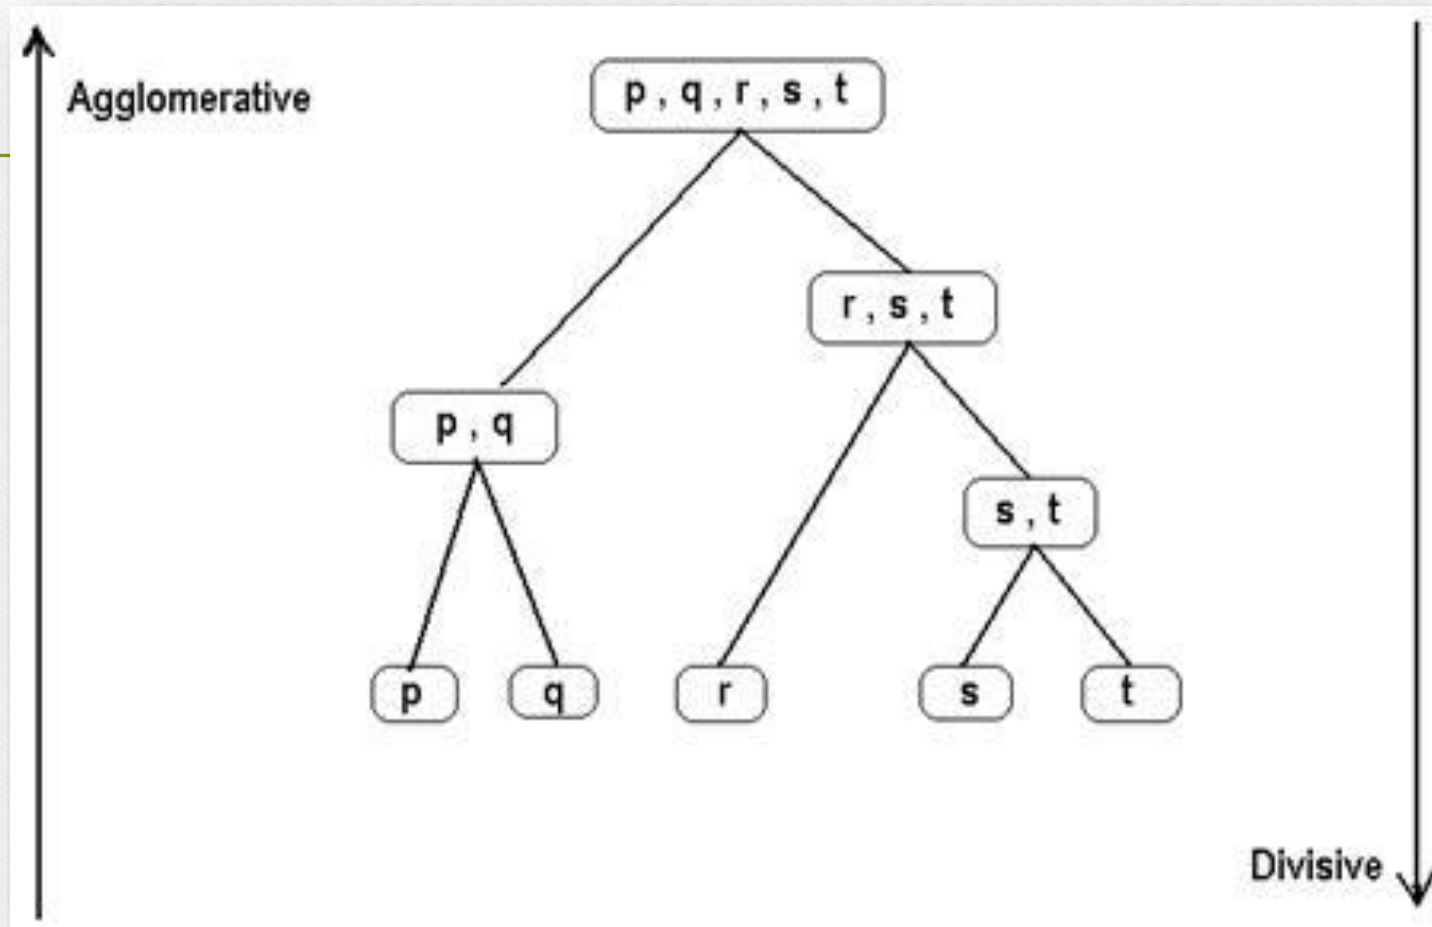 Agglomerative
p , q , r , s , t
r , s , t
p , q
s , t
p
q
r
s
t
Divisive